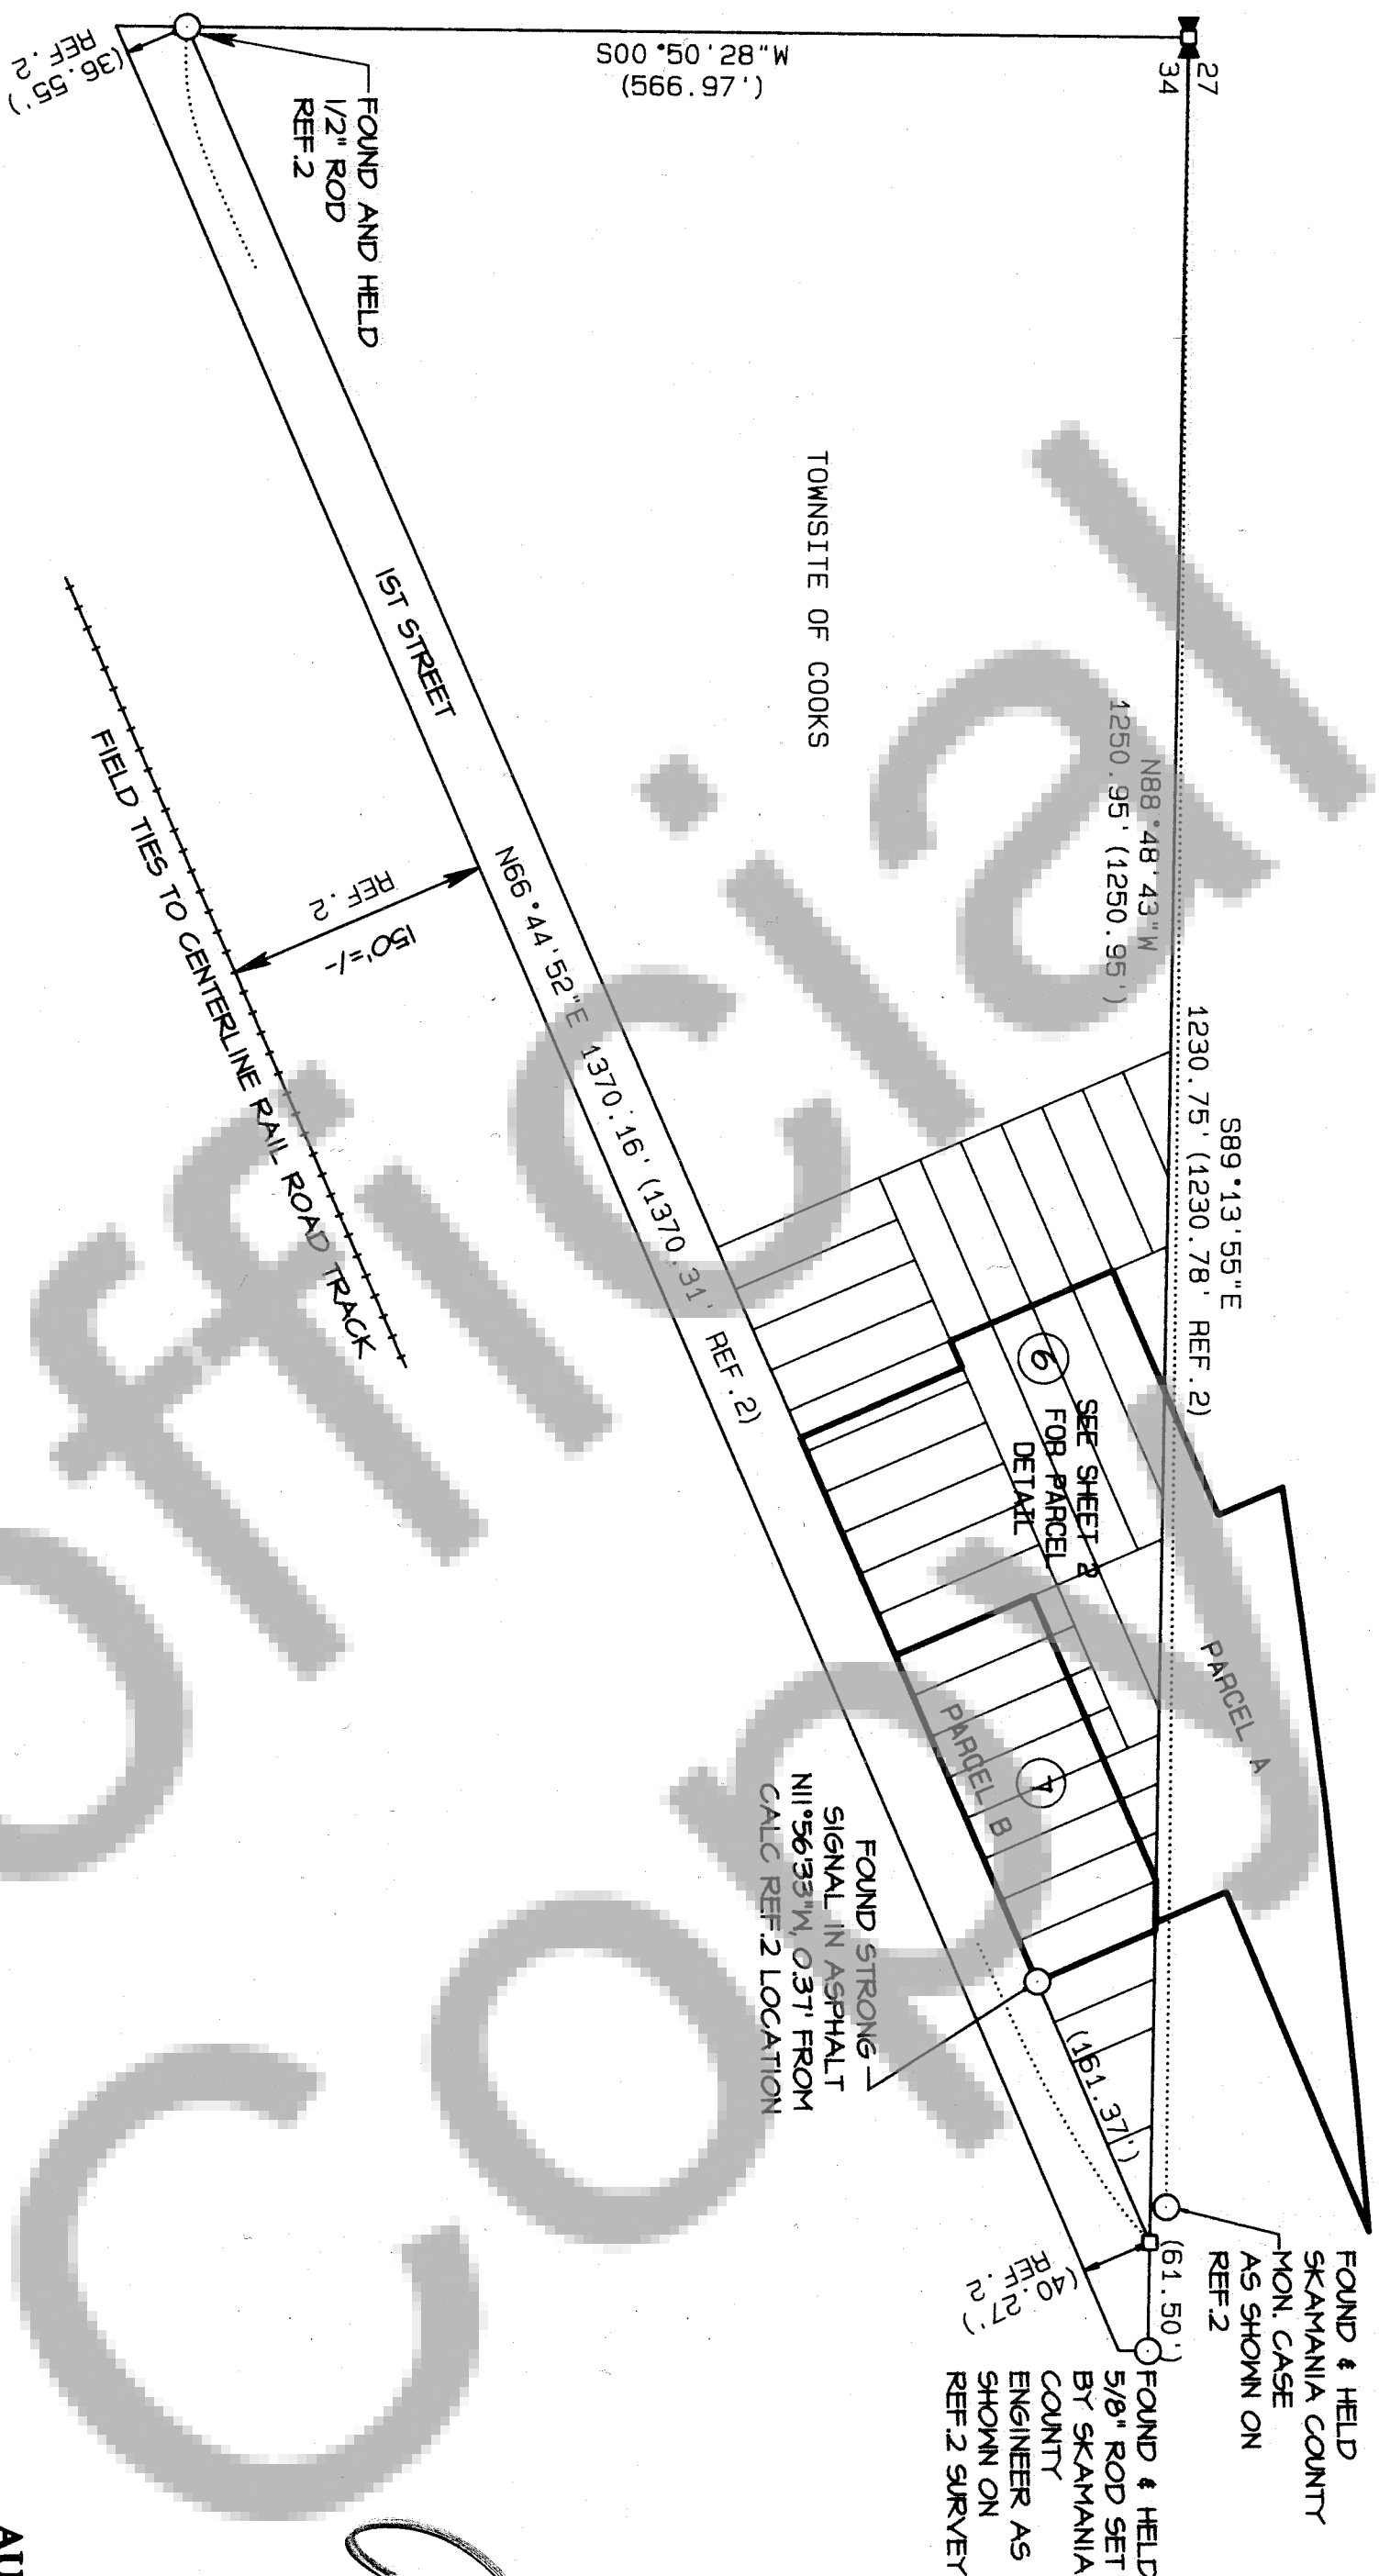 27
34
S00°50'28"W
(566.97')
FOUND AND HELD
1/2" ROD
REF.2
(36.55')
REF.2
TOWNSITE OF COOKS
N88°48'43"W
1250.95' (1250.95')
S89°13'55"E
1230.75' (1230.78' REF.2)
1ST STREET
N66°44'52"E 1370.16' (1370.31' REF.2)
150'=/-
REF.2
FIELD TIES TO CENTERLINE RAIL ROAD TRACK
6
SEE SHEET 2
FOR PARCEL
DETAIL
PARCEL A
PARCEL B
FOUND STRONG
SIGNAL IN ASPHALT
N11°56'33"W, 0.37' FROM
CALC REF.2 LOCATION
(161.37')
(61.50')
(40.27')
REF.2
FOUND & HELD
SKAMANIA COUNTY
MON. CASE
AS SHOWN ON
REF.2
FOUND & HELD
5/8" ROD SET
BY SKAMANIA
COUNTY
ENGINEER AS
SHOWN ON
REF.2 SURVEY
Unofficial
Copy
AU